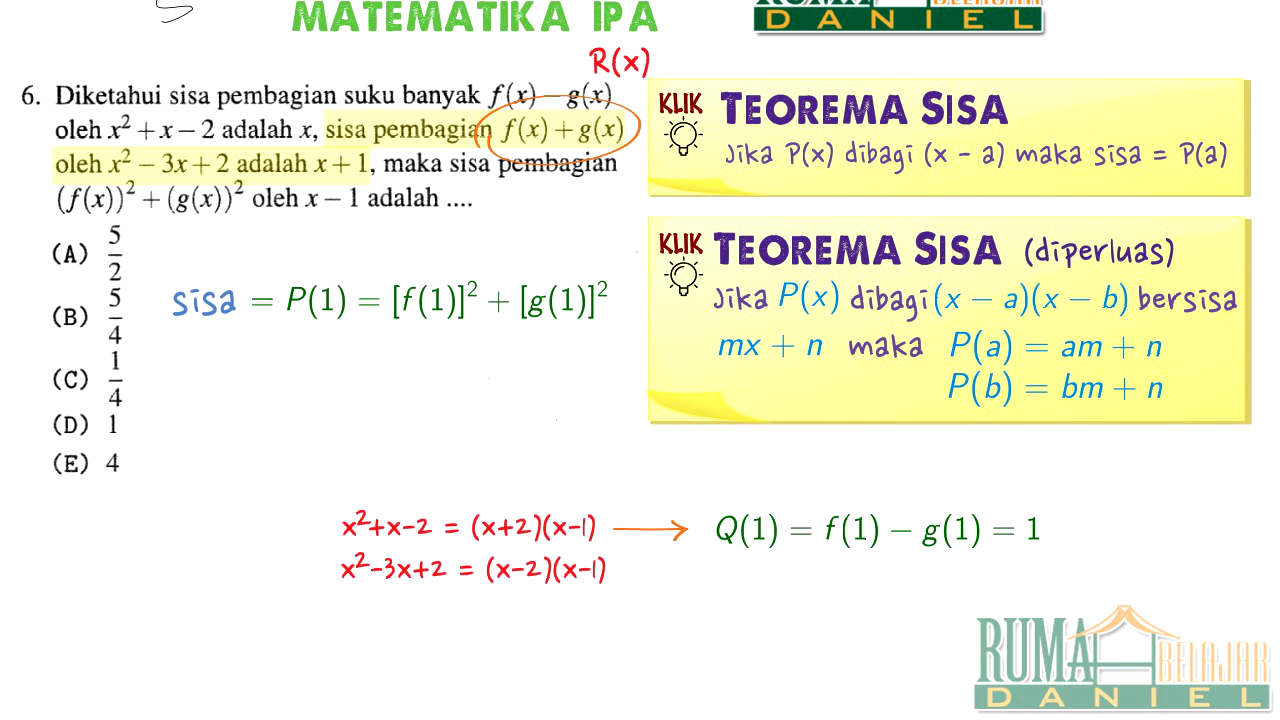 MATEMATIKA IPA
DANIEL
R(x)
6. Diketahui sisa pembagian suku banyak f(x) – g(x)
oleh x² + x – 2 adalah x, sisa pembagian f(x) + g(x)
oleh x² – 3x + 2 adalah x + 1, maka sisa pembagian
(f(x))² + (g(x))² oleh x – 1 adalah ....
(A) 5/2
(B) 5/4
(C) 1/4
(D) 1
(E) 4
sisa = P(1) = [f(1)]² + [g(1)]²
KLIK TEOREMA SISA
Jika P(x) dibagi (x - a) maka sisa = P(a)
KLIK TEOREMA SISA (diperluas)
Jika P(x) dibagi (x – a)(x – b) bersisa
mx + n maka P(a) = am + n
P(b) = bm + n
x²+x-2 = (x+2)(x-1) → Q(1) = f(1) – g(1) = 1
x²-3x+2 = (x-2)(x-1)
RUMA BELAJAR
DANIEL